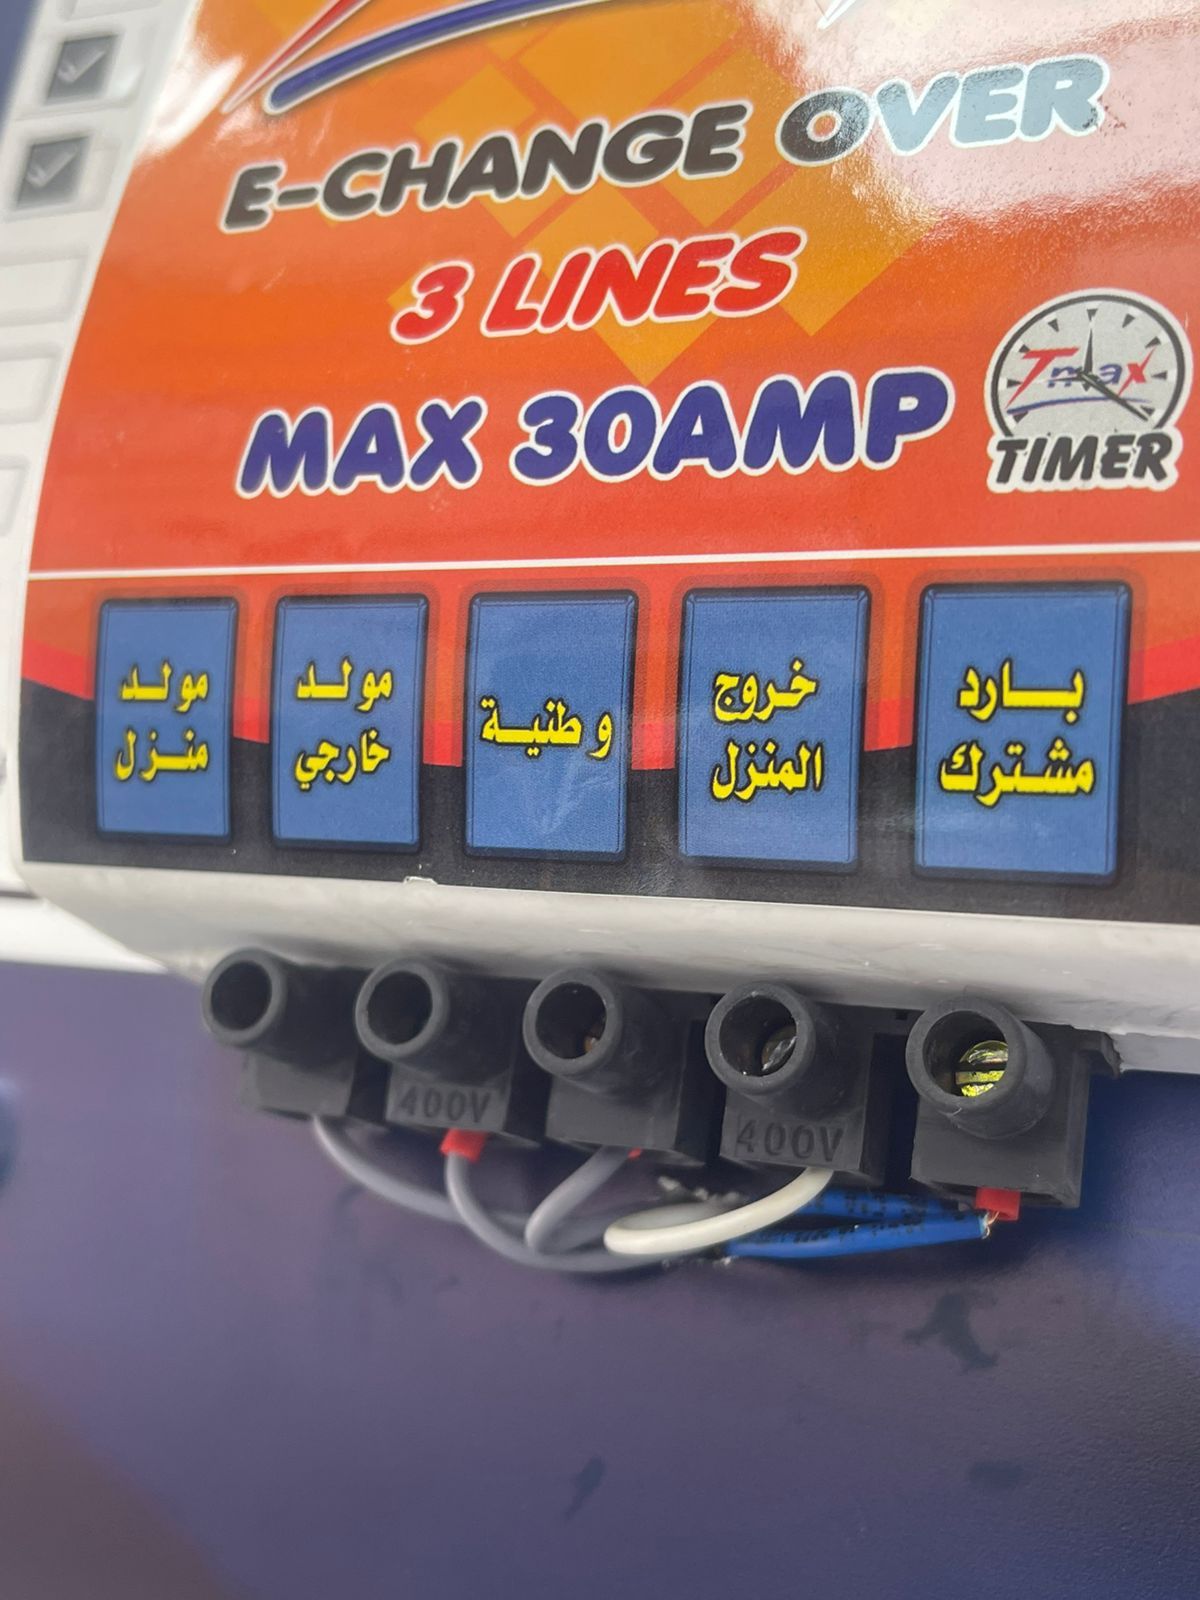 E-CHANGE OVER
3 LINES
MAX 30AMP
Tmax
TIMER
مولد
منزل
مولد
خارجي
وطنية
خروج
المنزل
بارد
مشترك
400V
400V